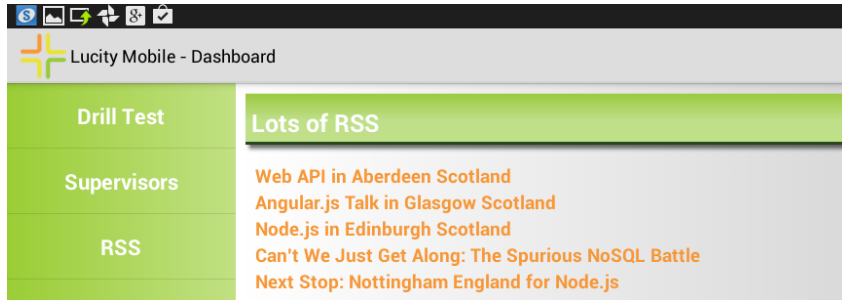 Lucity Mobile - Dashboard
Drill Test
Supervisors
RSS
Lots of RSS
Web API in Aberdeen Scotland
Angular.js Talk in Glasgow Scotland
Node.js in Edinburgh Scotland
Can't We Just Get Along: The Spurious NoSQL Battle
Next Stop: Nottingham England for Node.js